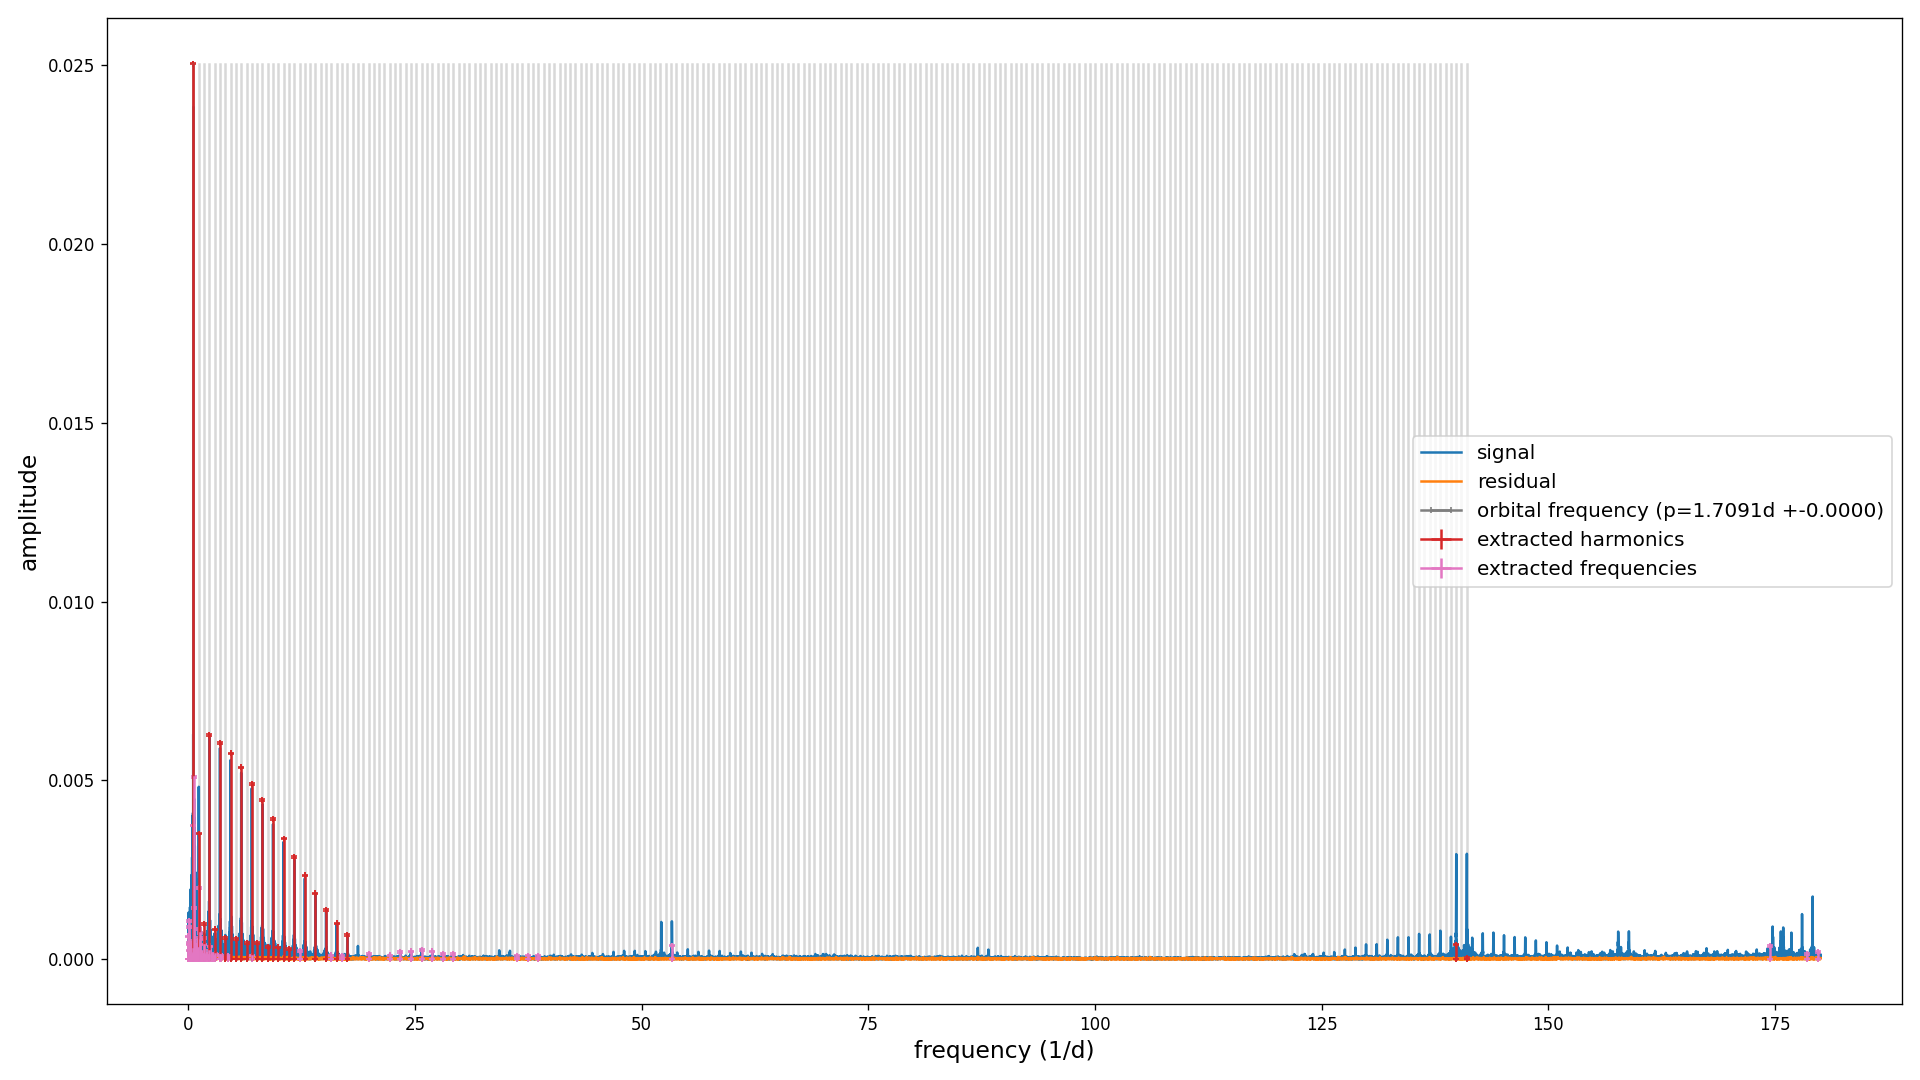 0.025
0.020
0.015
0.010
0.005
0.000
amplitude
signal
residual
orbital frequency (p=1.7091d +-0.0000)
extracted harmonics
extracted frequencies
0 25 50 75 100 125 150 175
frequency (1/d)